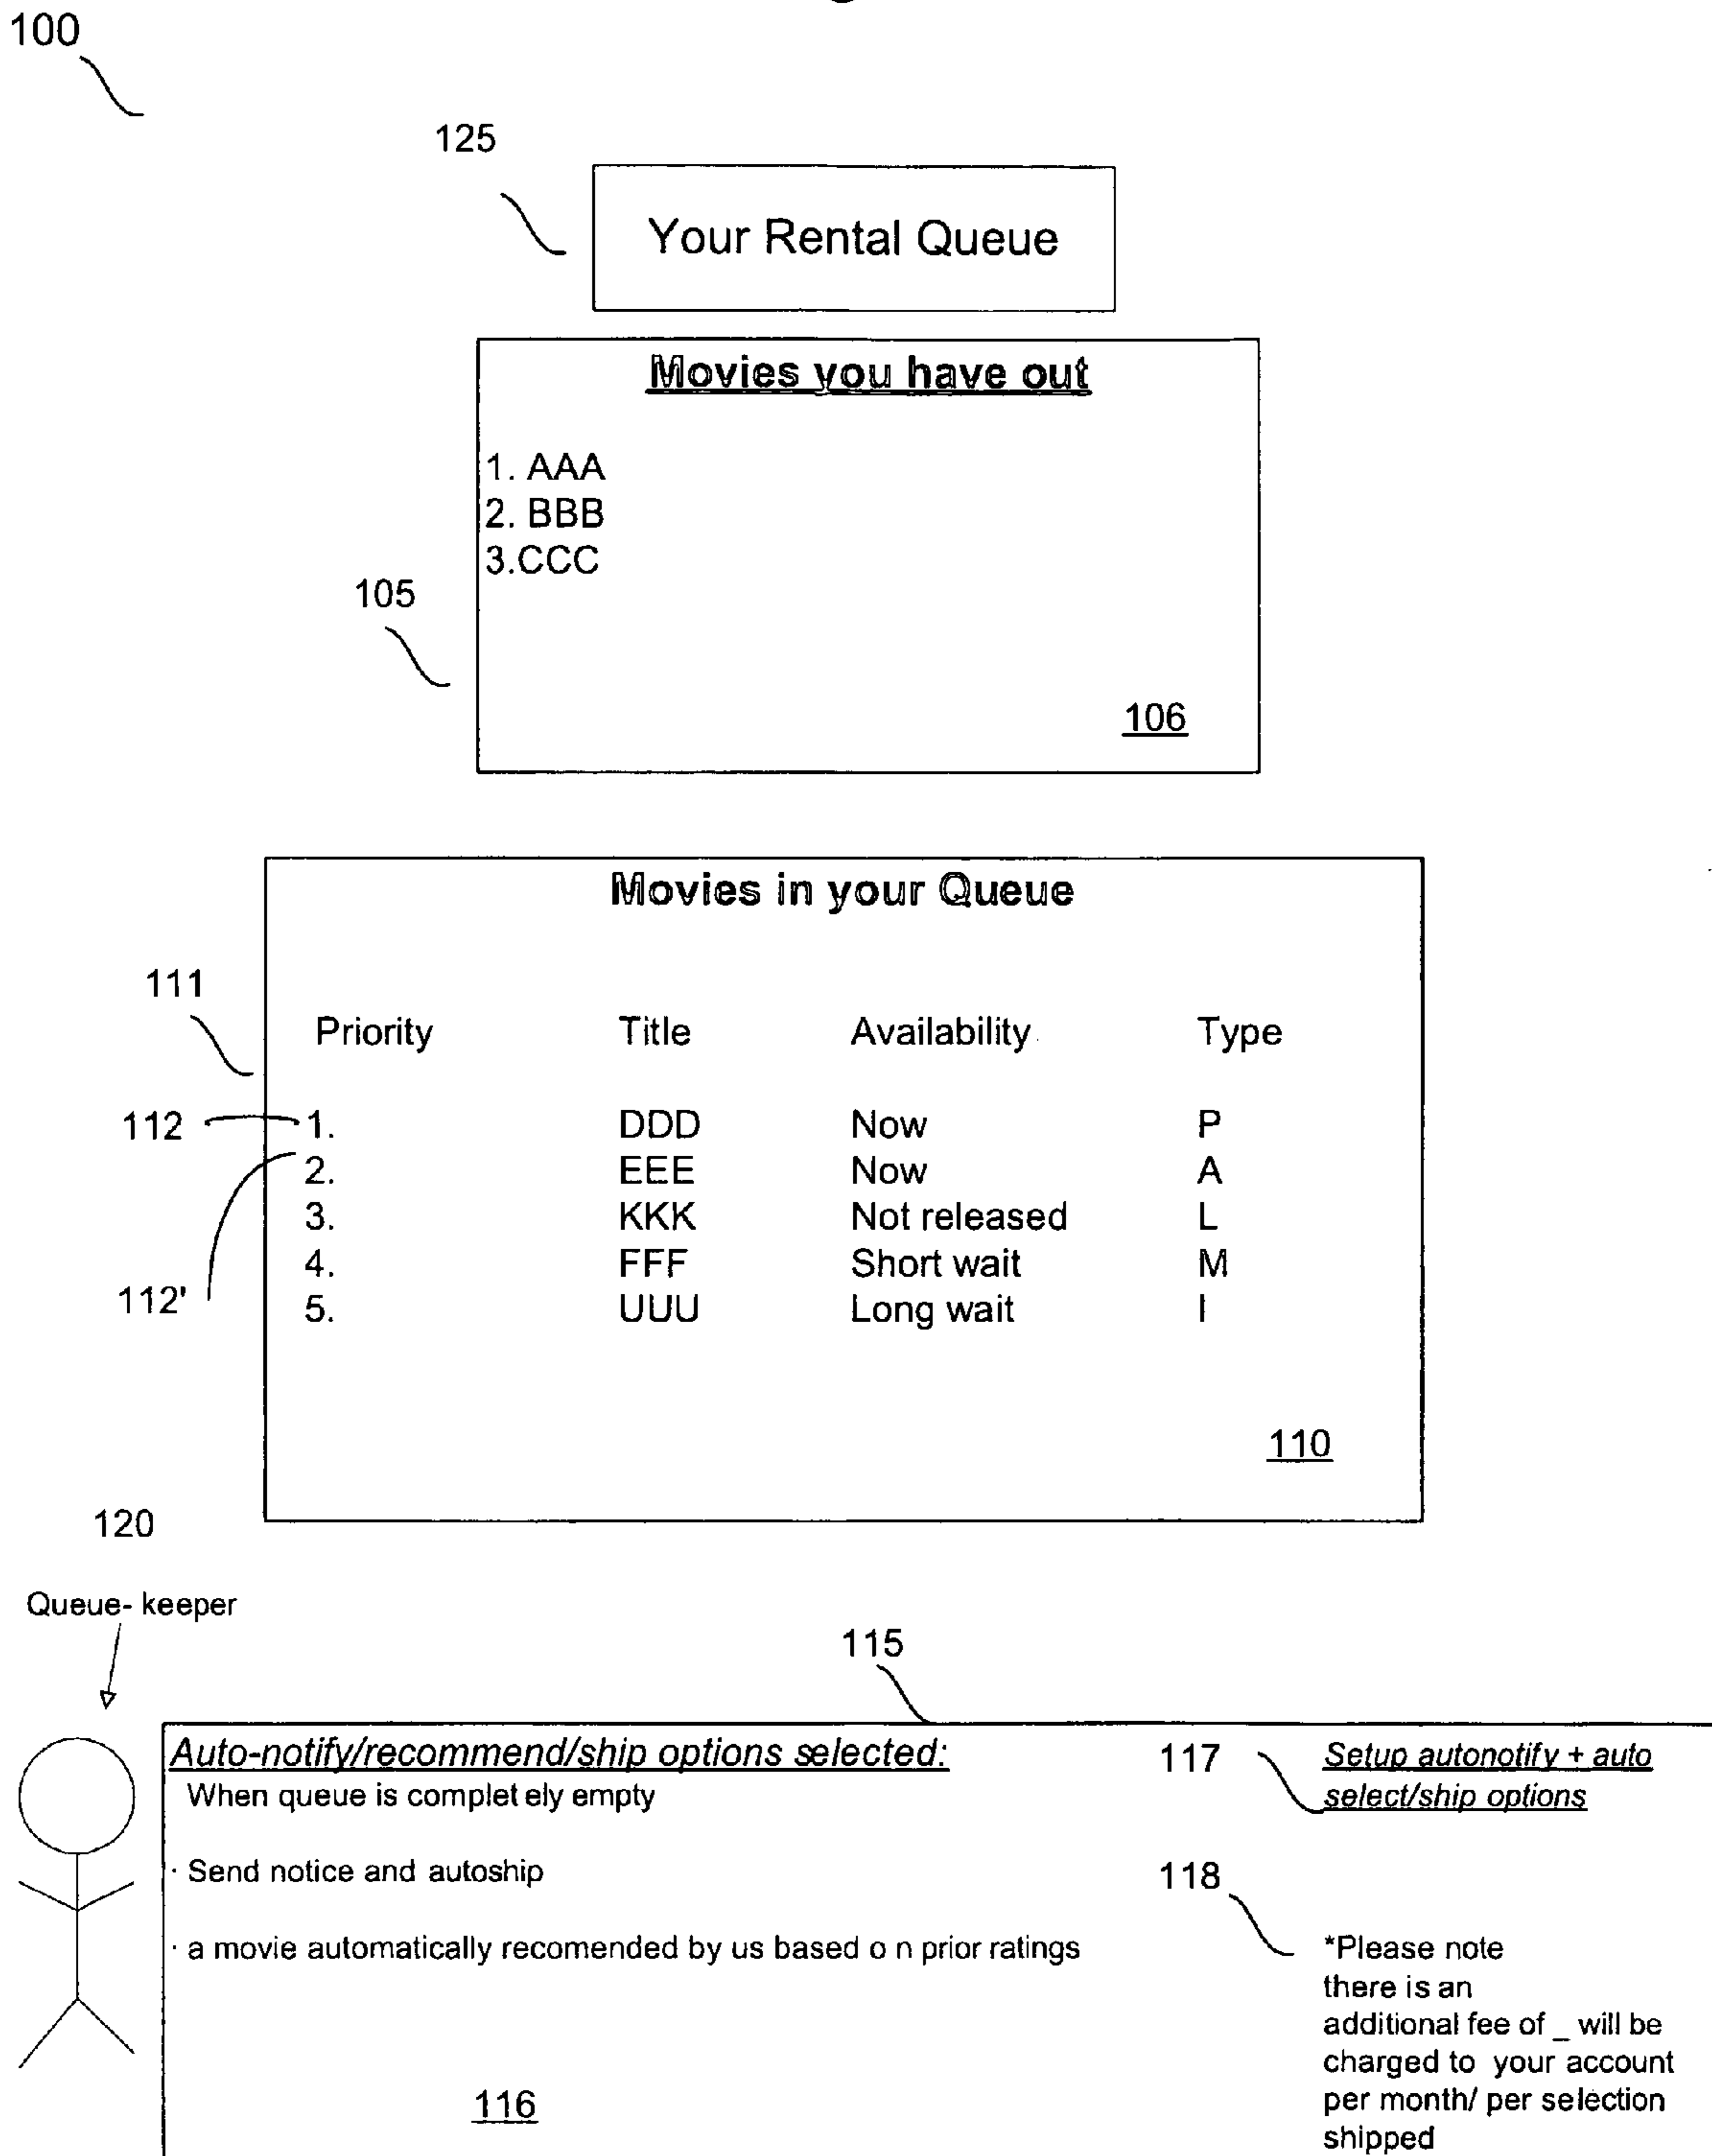 100
125
Your Rental Queue
Movies you have out
1. AAA
2. BBB
3.CCC
105
106
Movies in your Queue
111
Priority Title Availability Type
112 1. DDD Now P
2. EEE Now A
3. KKK Not released L
4. FFF Short wait M
112' 5. UUU Long wait I
110
120
Queue- keeper
115
Auto-notify/recommend/ship options selected: 117 Setup autonotify + auto
When queue is complet ely empty select/ship options
· Send notice and autoship 118
· a movie automatically recomended by us based o n prior ratings *Please note
there is an
additional fee of _ will be
charged to your account
116 per month/ per selection
shipped